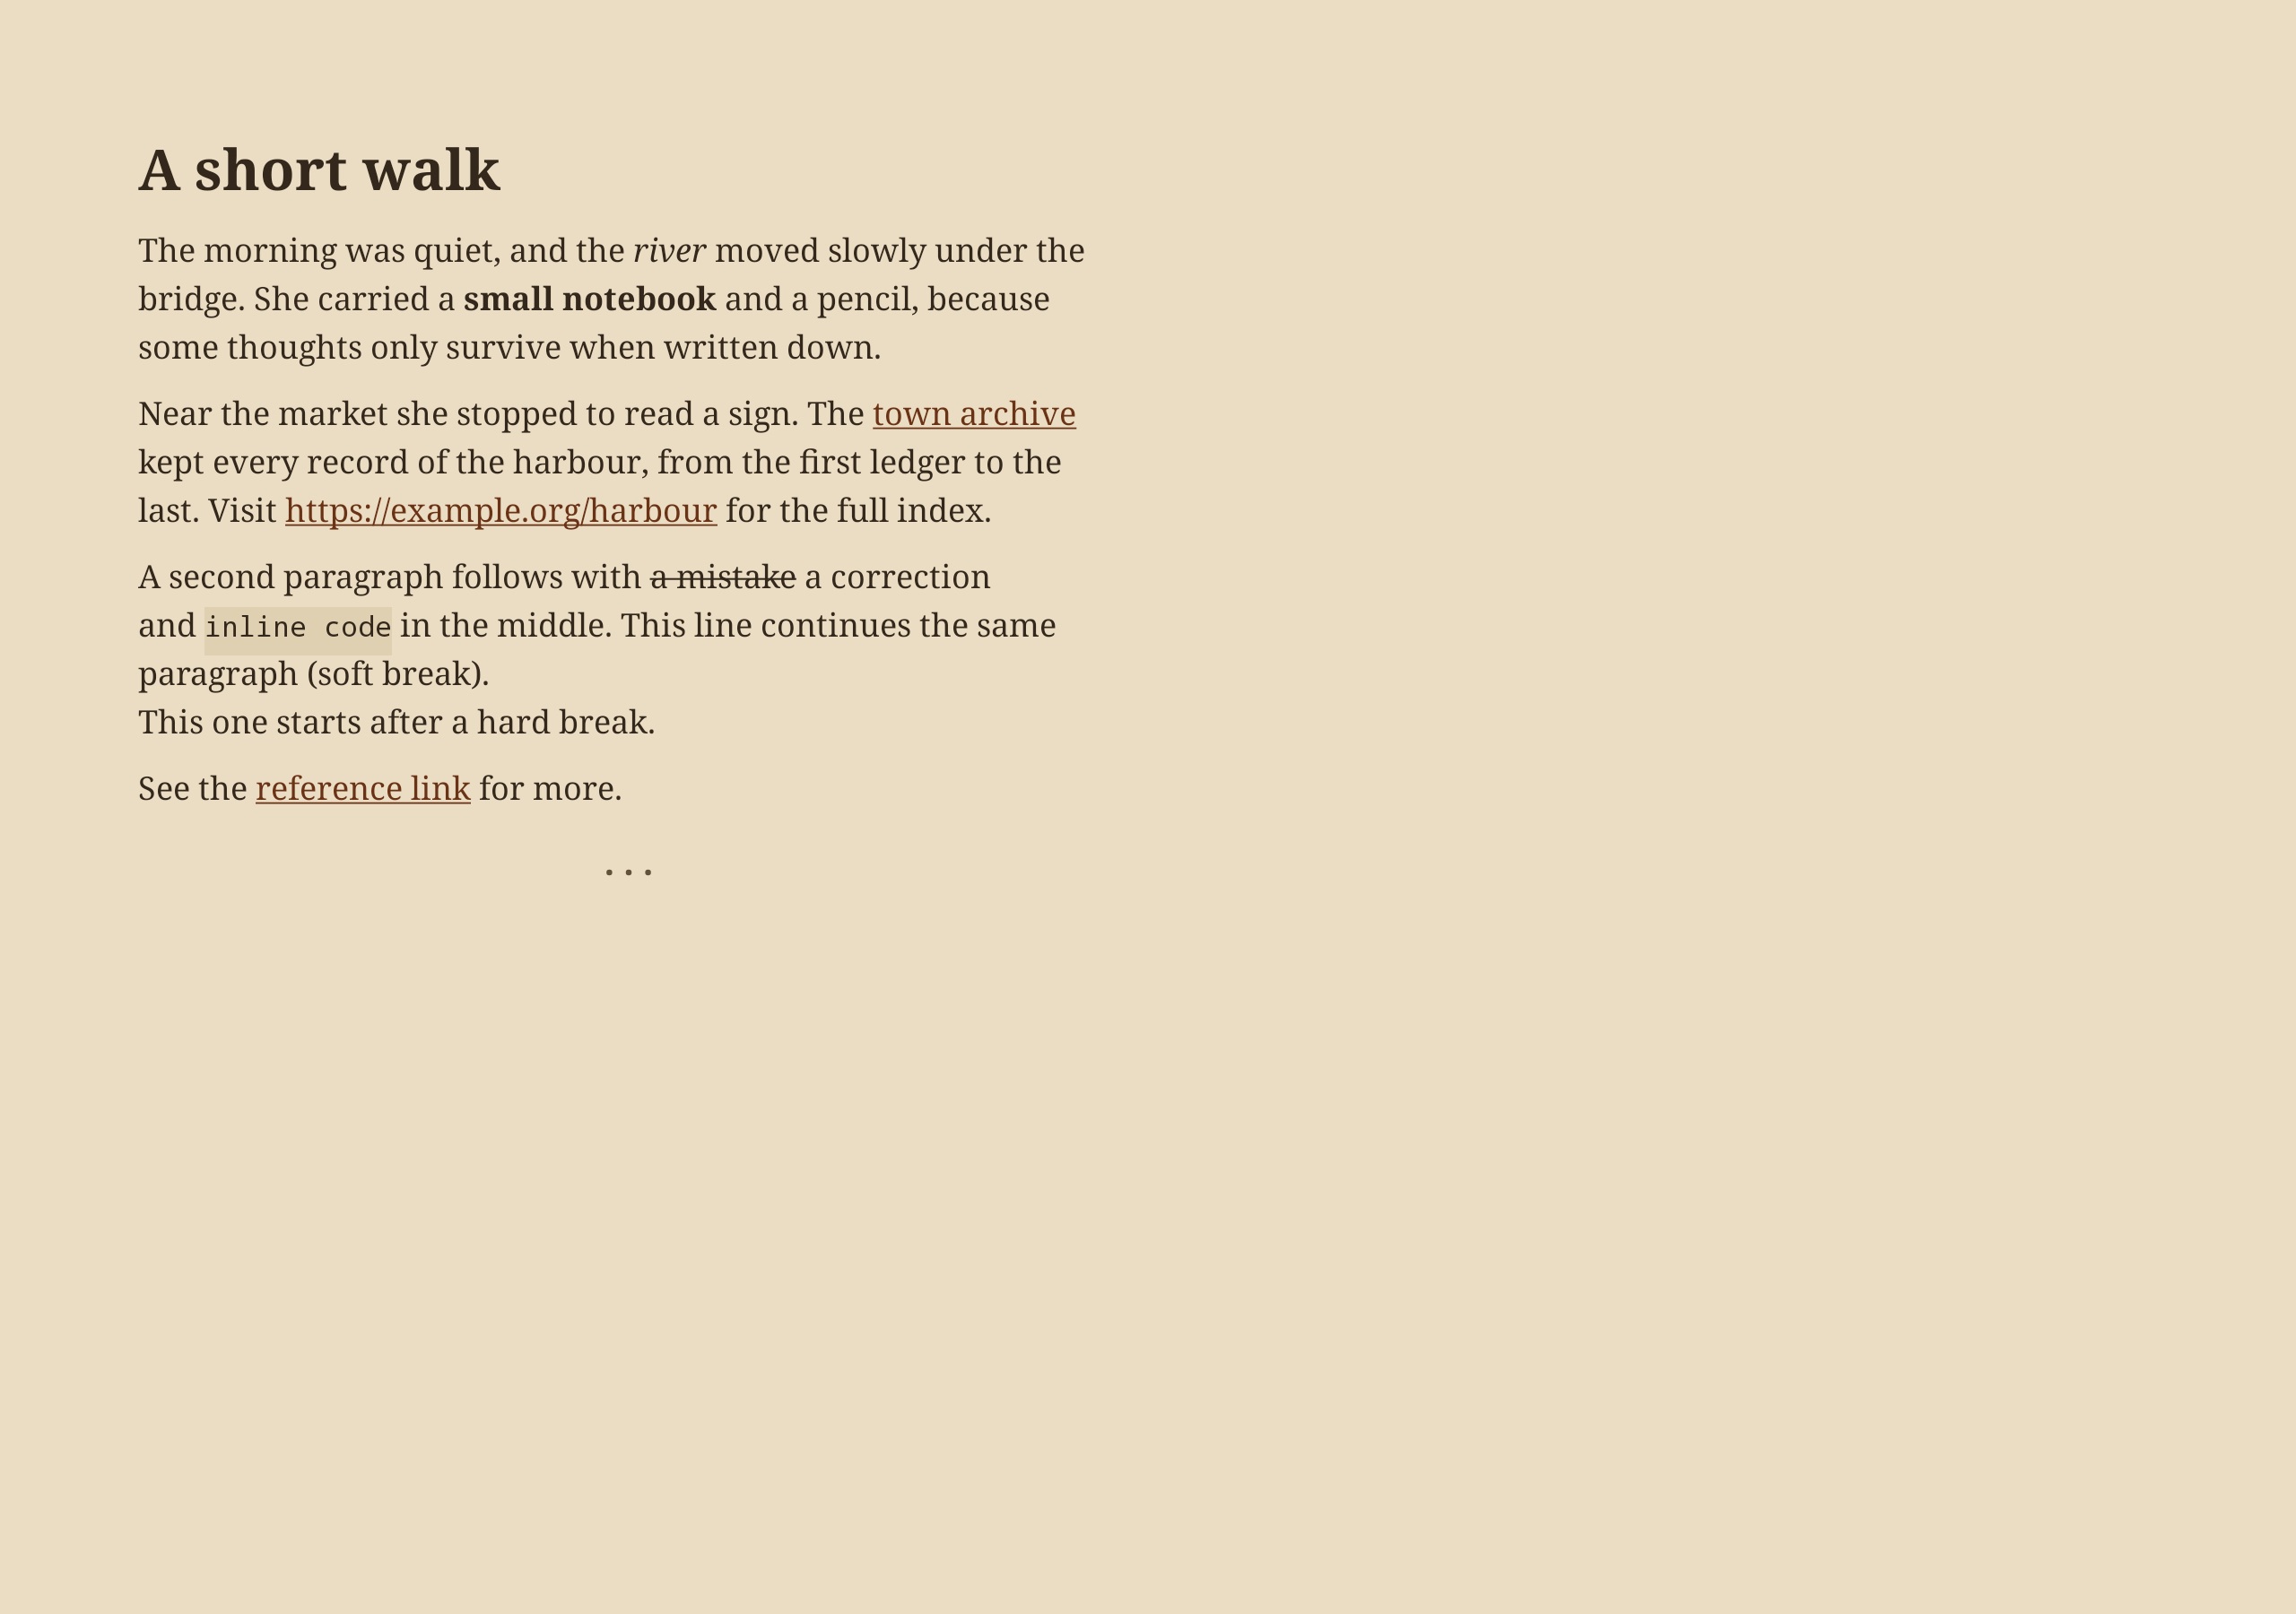 A short walk
The morning was quiet, and the river moved slowly under the
bridge. She carried a small notebook and a pencil, because
some thoughts only survive when written down.
Near the market she stopped to read a sign. The town archive
kept every record of the harbour, from the first ledger to the
last. Visit https://example.org/harbour for the full index.
A second paragraph follows with a mistake a correction
and inline code in the middle. This line continues the same
paragraph (soft break).
This one starts after a hard break.
See the reference link for more.
...